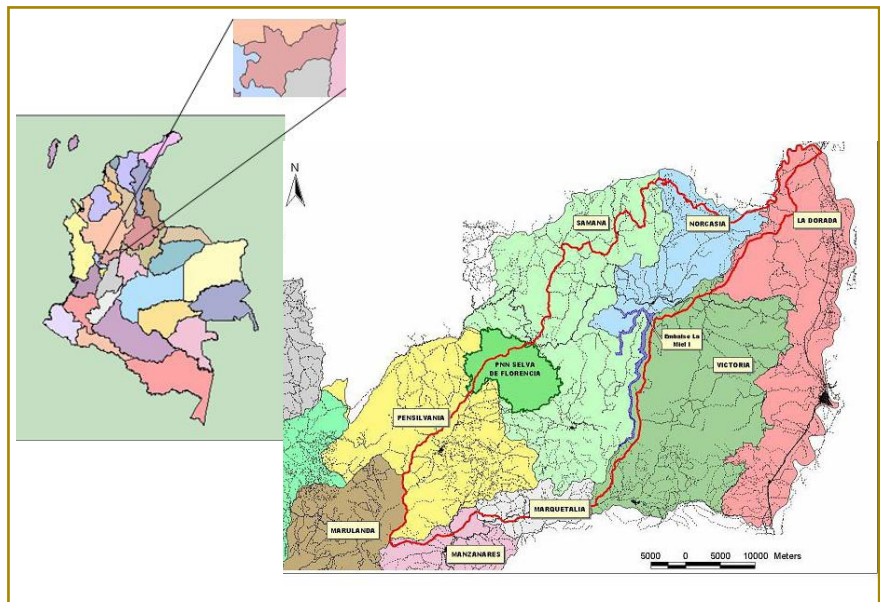 N
SAMANA
NORCASIA
LA DORADA
Embalse La
Miel I
PNN SELVA
DE FLORENCIA
VICTORIA
PENSILVANIA
MARQUETALIA
MARULANDA
MANZANARES
5000 0 5000 10000 Meters